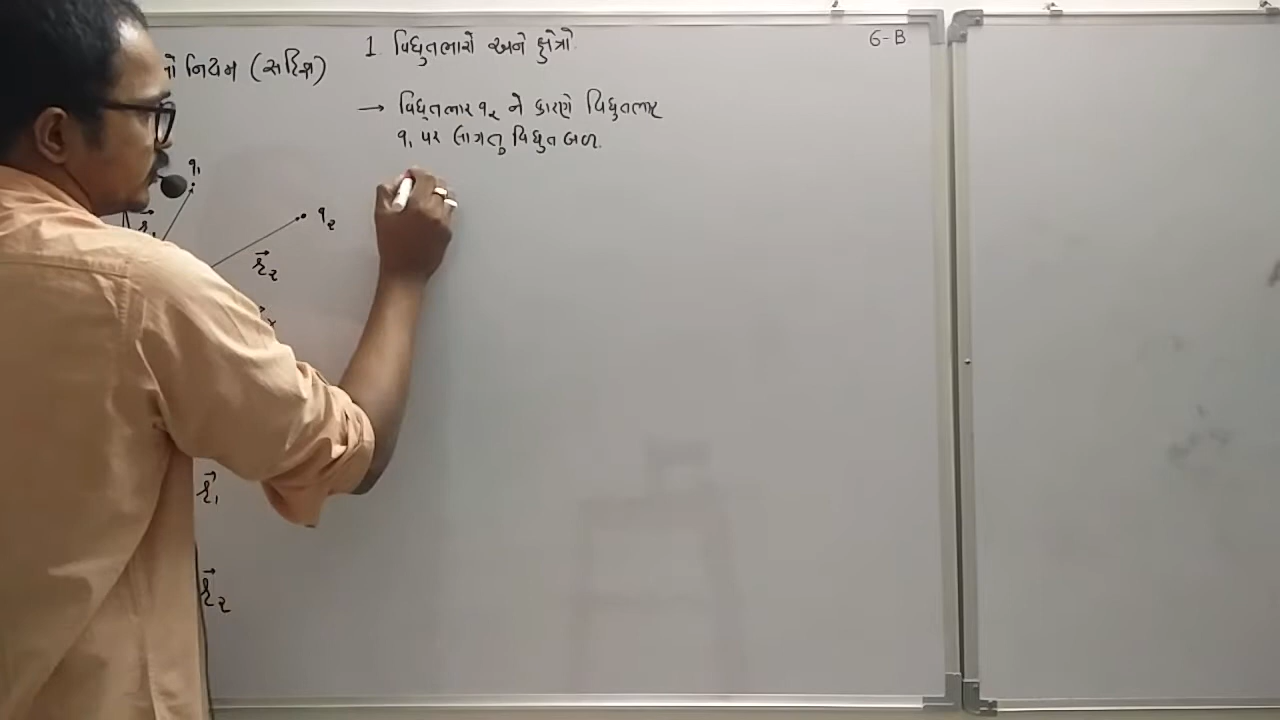 1. વિધુતભારો અને ક્ષેત્રો.
6-B
નો નિયમ (સદિશ)
→ વિધુતભાર q₂ ને કારણે વિધુતભાર
q₁ પર લાગતુ વિધુત બળ.
q₁
q₂
r⃗₁
r⃗₂
x
r⃗₁
r⃗₂